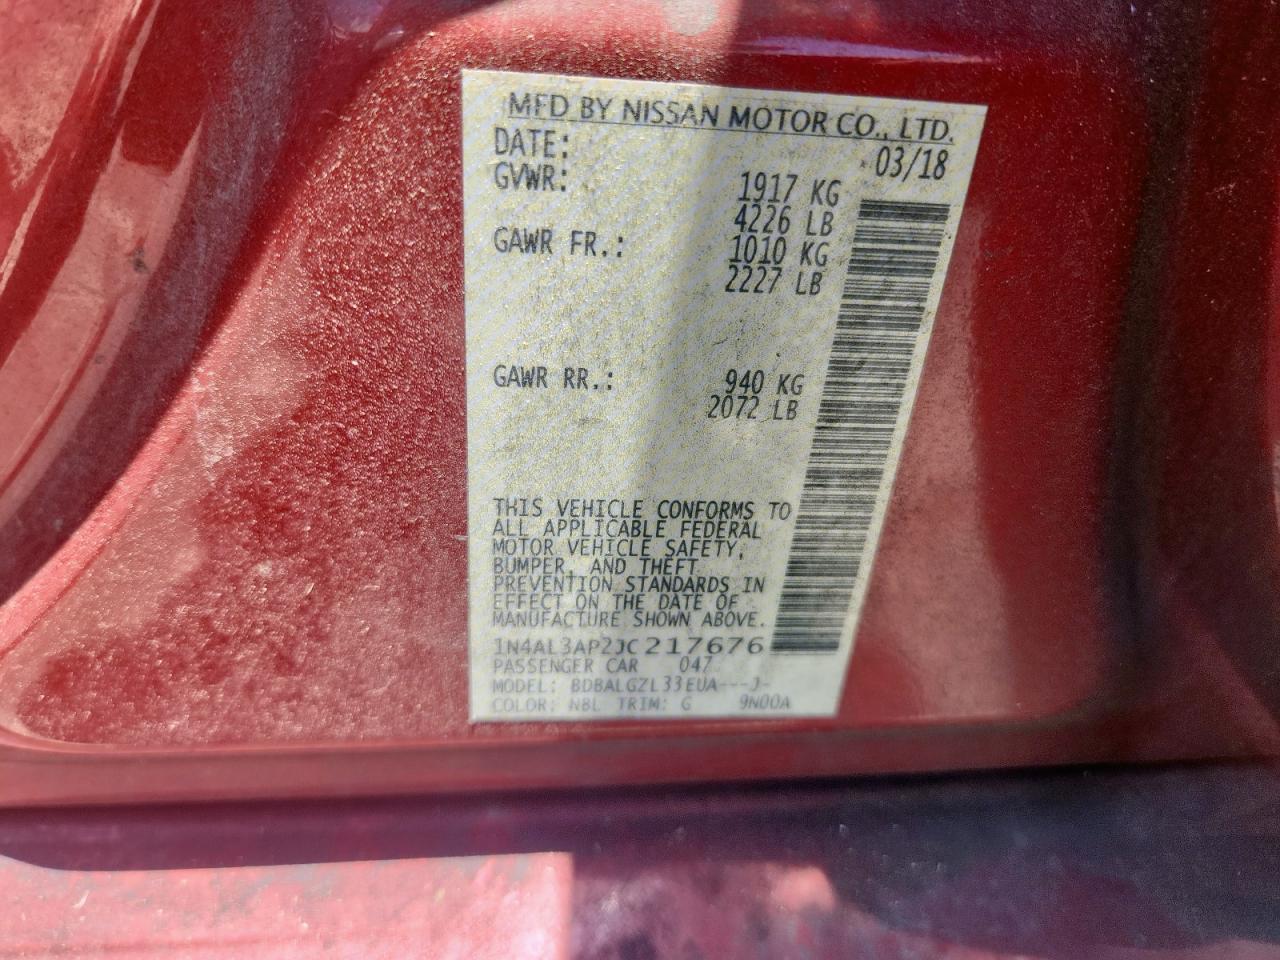 MFD BY NISSAN MOTOR CO., LTD.
DATE: 03/18
GVWR: 1917 KG
4226 LB
GAWR FR.: 1010 KG
2227 LB
GAWR RR.: 940 KG
2072 LB
THIS VEHICLE CONFORMS TO
ALL APPLICABLE FEDERAL
MOTOR VEHICLE SAFETY,
BUMPER, AND THEFT
PREVENTION STANDARDS IN
EFFECT ON THE DATE OF
MANUFACTURE SHOWN ABOVE.
1N4AL3AP2JC217676
PASSENGER CAR 047
MODEL: BDBALGZL33EUA---J-
COLOR: NBL TRIM: G 9N00A